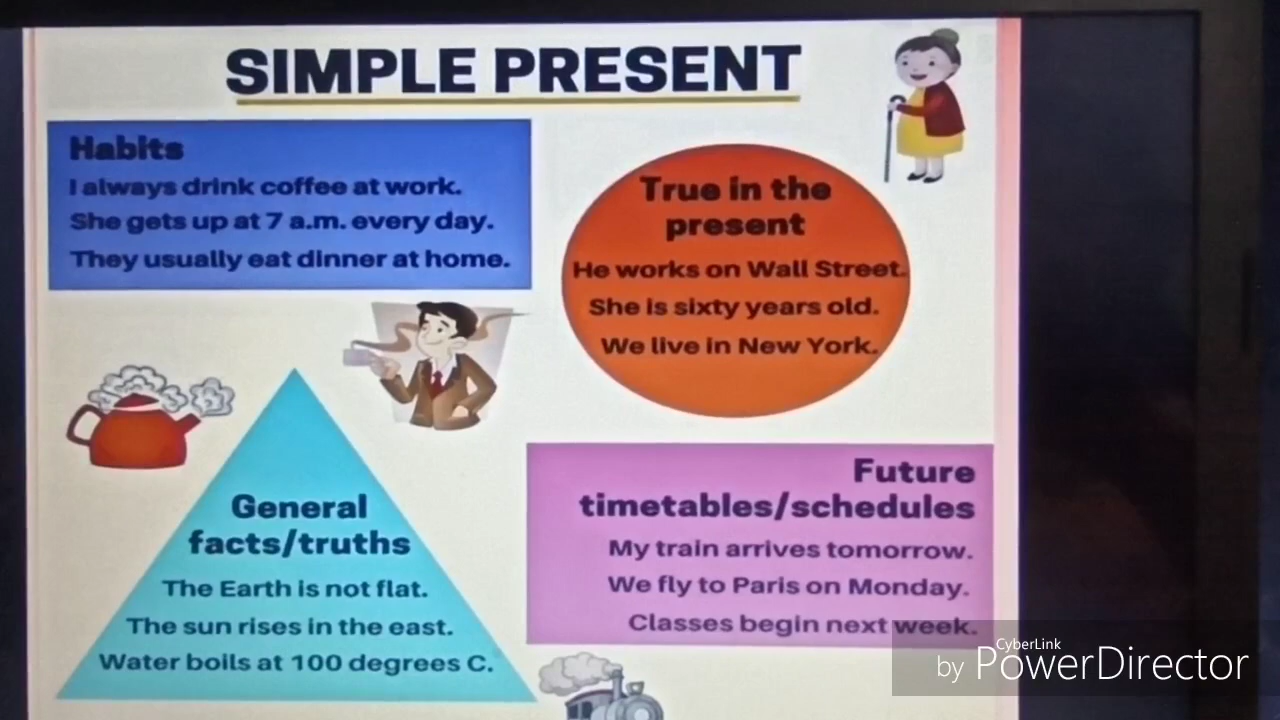 SIMPLE PRESENT
Habits
I always drink coffee at work.
She gets up at 7 a.m. every day.
They usually eat dinner at home.
True in the
present
He works on Wall Street.
She is sixty years old.
We live in New York.
General
facts/truths
The Earth is not flat.
The sun rises in the east.
Water boils at 100 degrees C.
Future
timetables/schedules
My train arrives tomorrow.
We fly to Paris on Monday.
Classes begin next week.
CyberLink
by PowerDirector